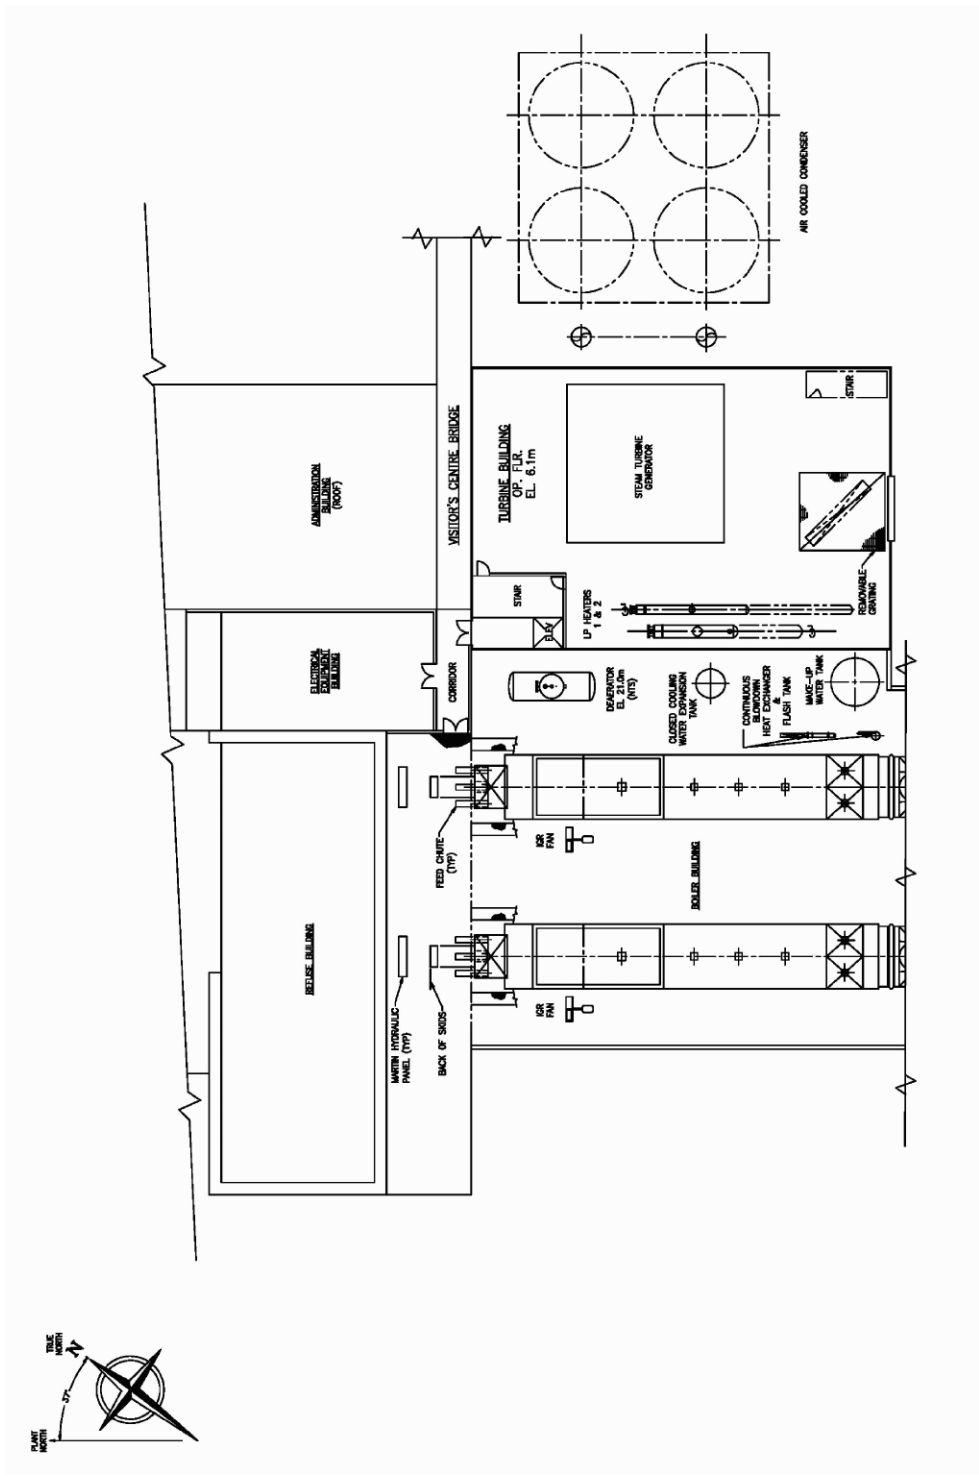 AIR COOLED CONDENSER
ADMINISTRATION
BUILDING
(ROOF)
VISITOR'S CENTRE BRIDGE
TURBINE BUILDING
OP. FLR.
EL. 6.1m
STEAM TURBINE
GENERATOR
STAIR
REMOVABLE
GRATING
STAIR
ELEV
LP HEATERS
1 & 2
ELECTRICAL
EQUIPMENT
BUILDING
CORRIDOR
DEAERATOR
EL 21.0m
(NTS)
CLOSED COOLING
WATER EXPANSION
TANK
CONTINUOUS
BLOWDOWN
HEAT EXCHANGER
&
FLASH TANK
MAKE-UP
WATER TANK
FEED CHUTE
(TYP)
IGR
FAN
BOILER BUILDING
REFUSE BUILDING
MARTIN HYDRAULIC
PANEL (TYP)
BACK OF SKIDS
IGR
FAN
TRUE
NORTH
N
37°
PLANT
NORTH